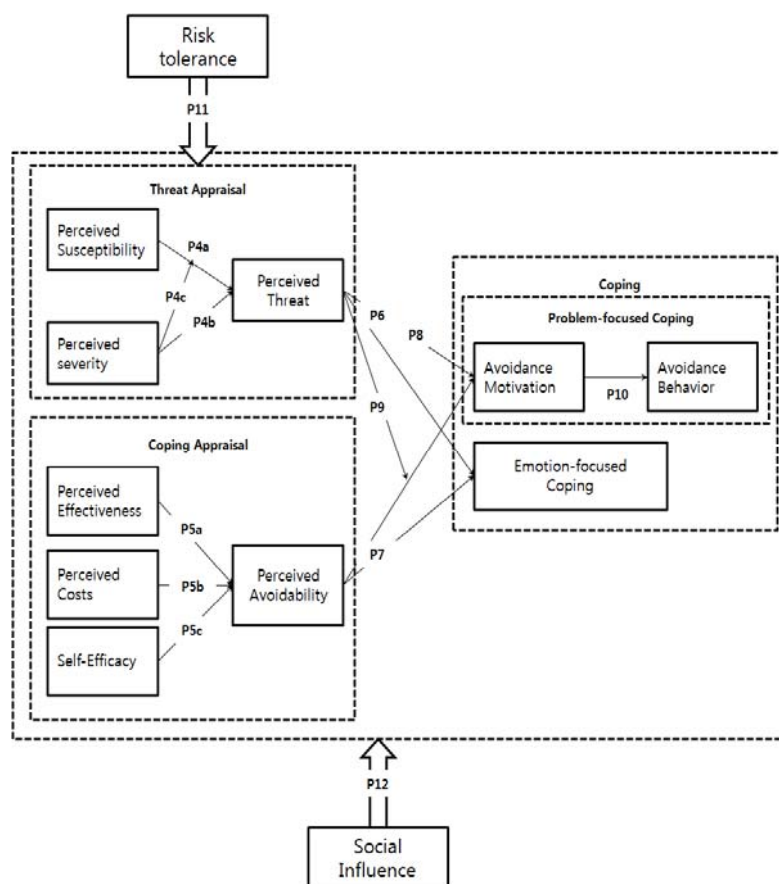 Risk
tolerance
P11
Threat Appraisal
Perceived
Susceptibility
P4a
P4c
Perceived
Threat
P4b
Perceived
severity
Coping
Problem-focused Coping
P6
P8
Avoidance
Motivation
P10
Avoidance
Behavior
P9
Emotion-focused
Coping
P7
Coping Appraisal
Perceived
Effectiveness
P5a
Perceived
Costs
P5b
Perceived
Avoidability
P5c
Self-Efficacy
P12
Social
Influence